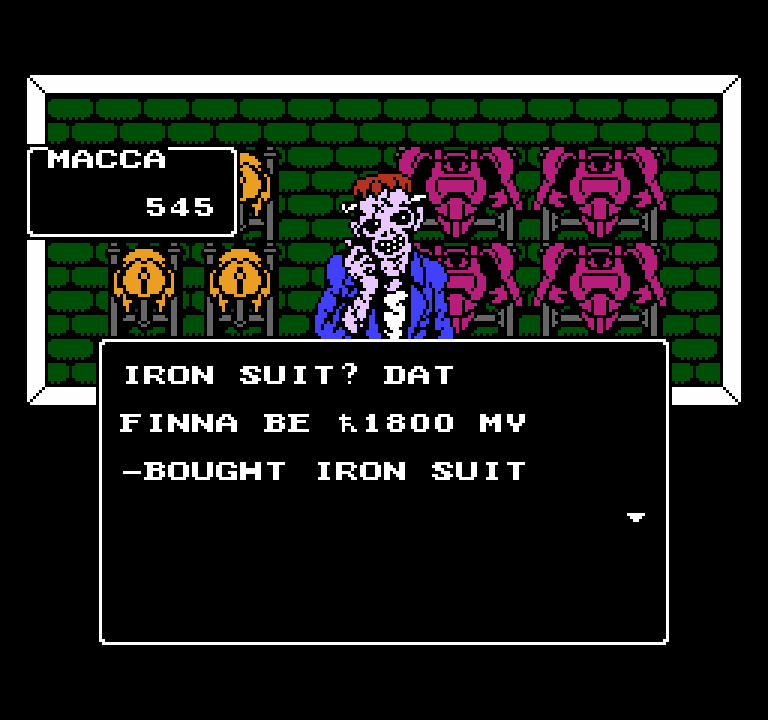 MACCA
545
IRON SUIT? DAT
FINNA BE ♄1800 MY
-BOUGHT IRON SUIT